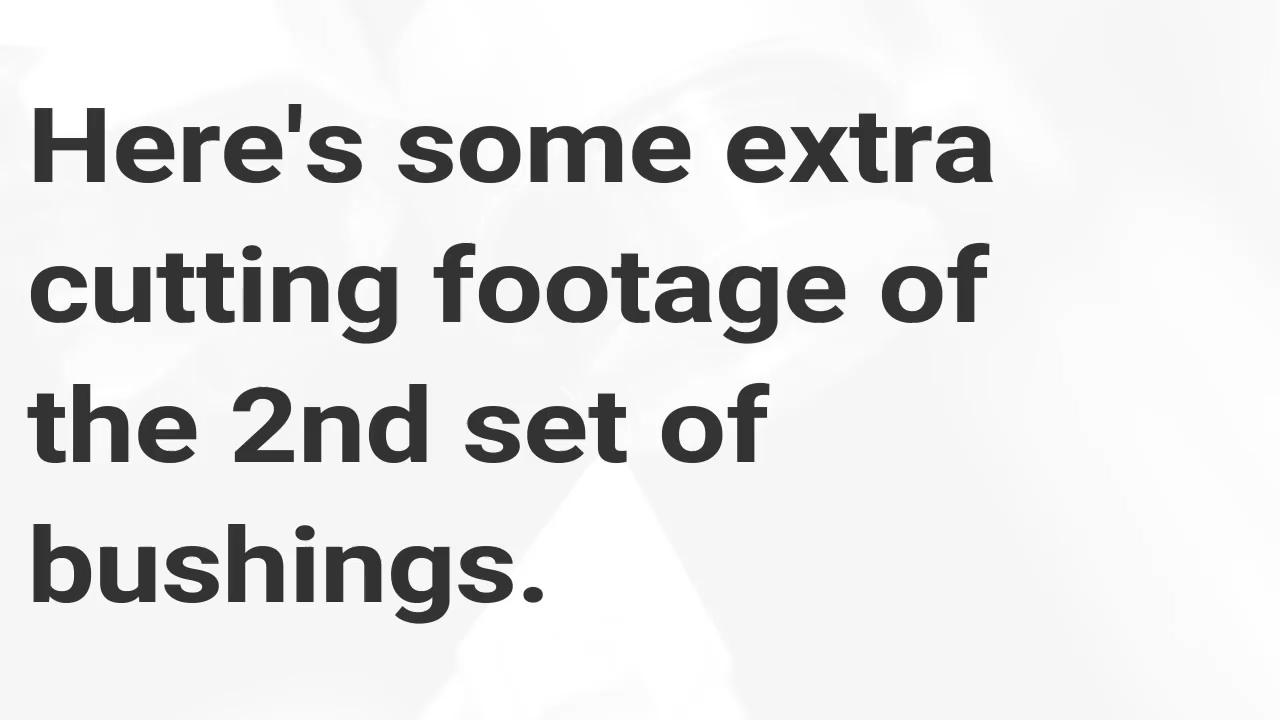 Here's some extra
cutting footage of
the 2nd set of
bushings.